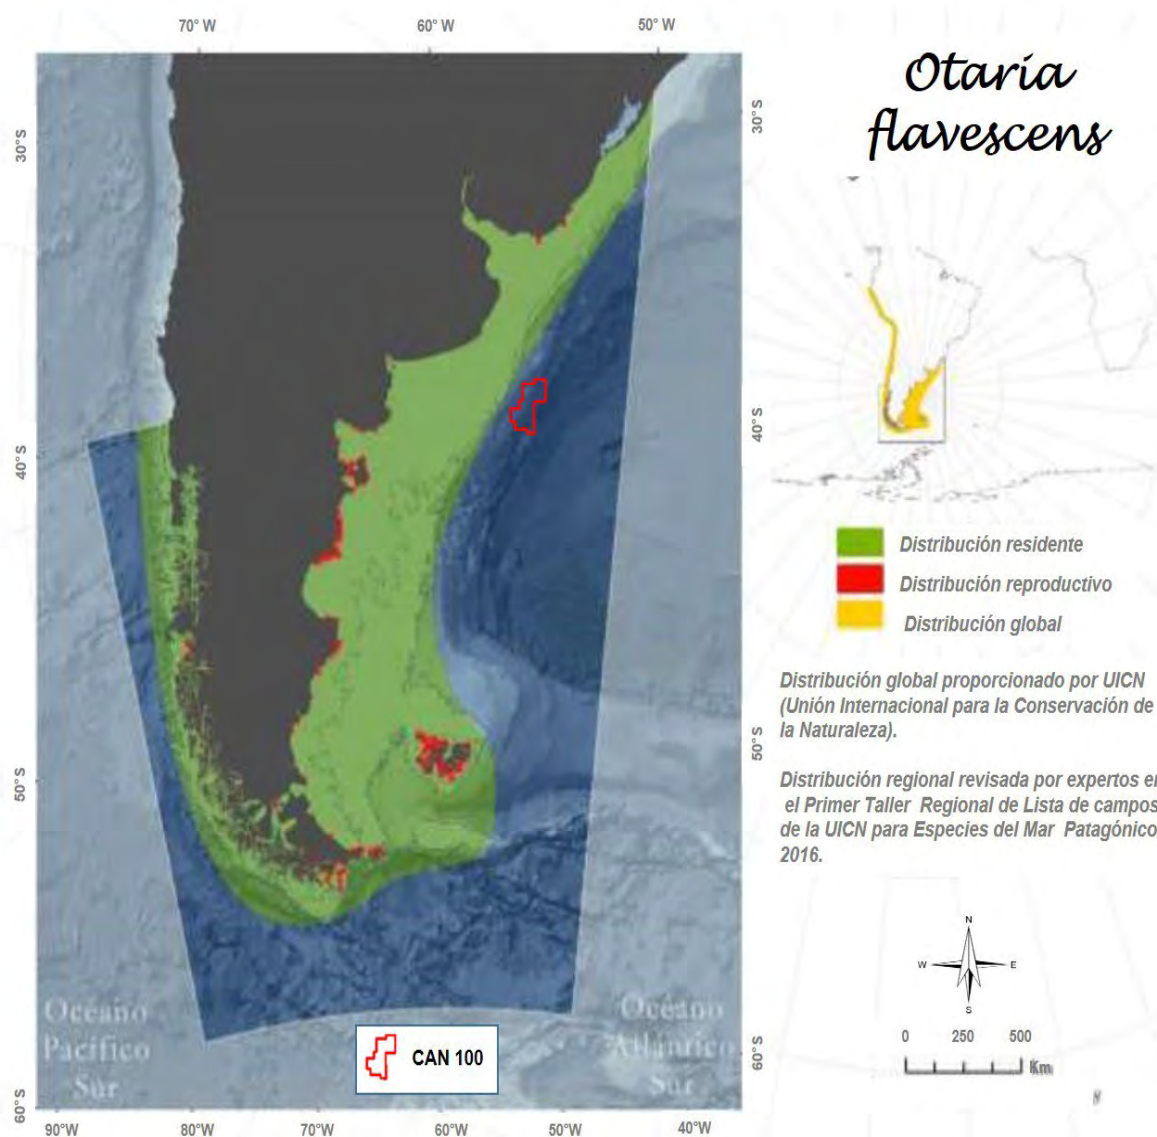 70° W
60° W
50° W
Otaria
flavescens
30°S
30°S
40°S
40°S
50°S
50°S
60°S
60°S
Distribución residente
Distribución reproductivo
Distribución global
Distribución global proporcionado por UICN
(Unión Internacional para la Conservación de
la Naturaleza).
Distribución regional revisada por expertos en
el Primer Taller Regional de Lista de campos
de la UICN para Especies del Mar Patagónico
2016.
N
W
E
S
0 250 500
Km
Océano
Pacífico
Sur
CAN 100
Océano
Atlántico
Sur
90°W
80°W
70°W
60°W
50°W
40°W